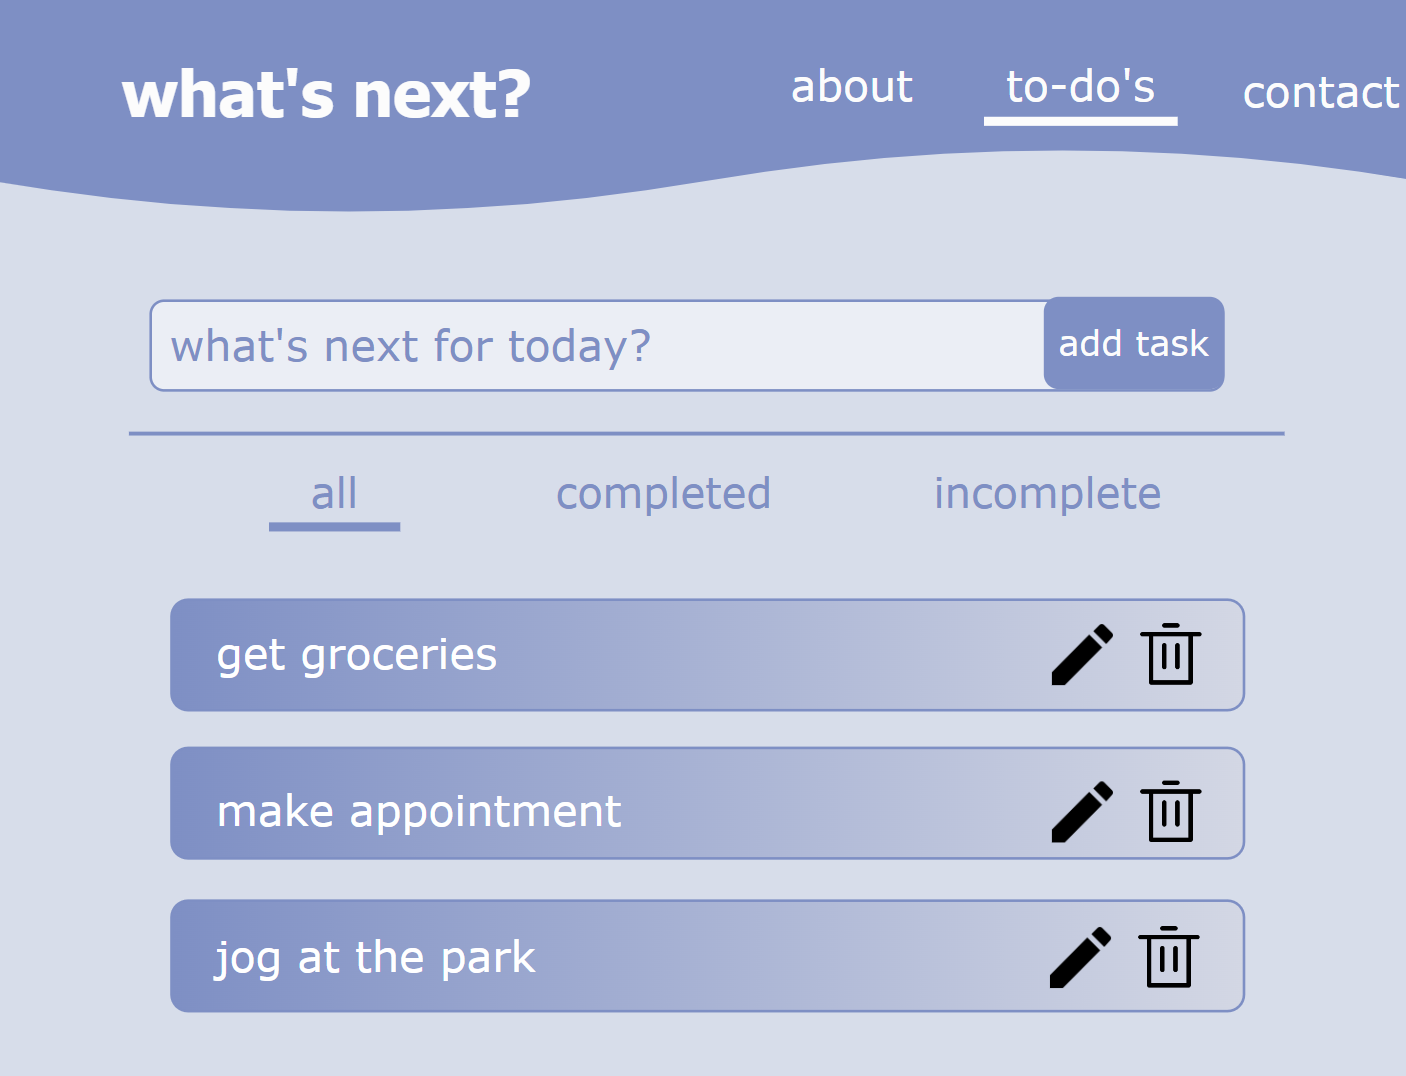 what's next?
about to-do's contact
what's next for today? add task
all completed incomplete
get groceries
make appointment
jog at the park